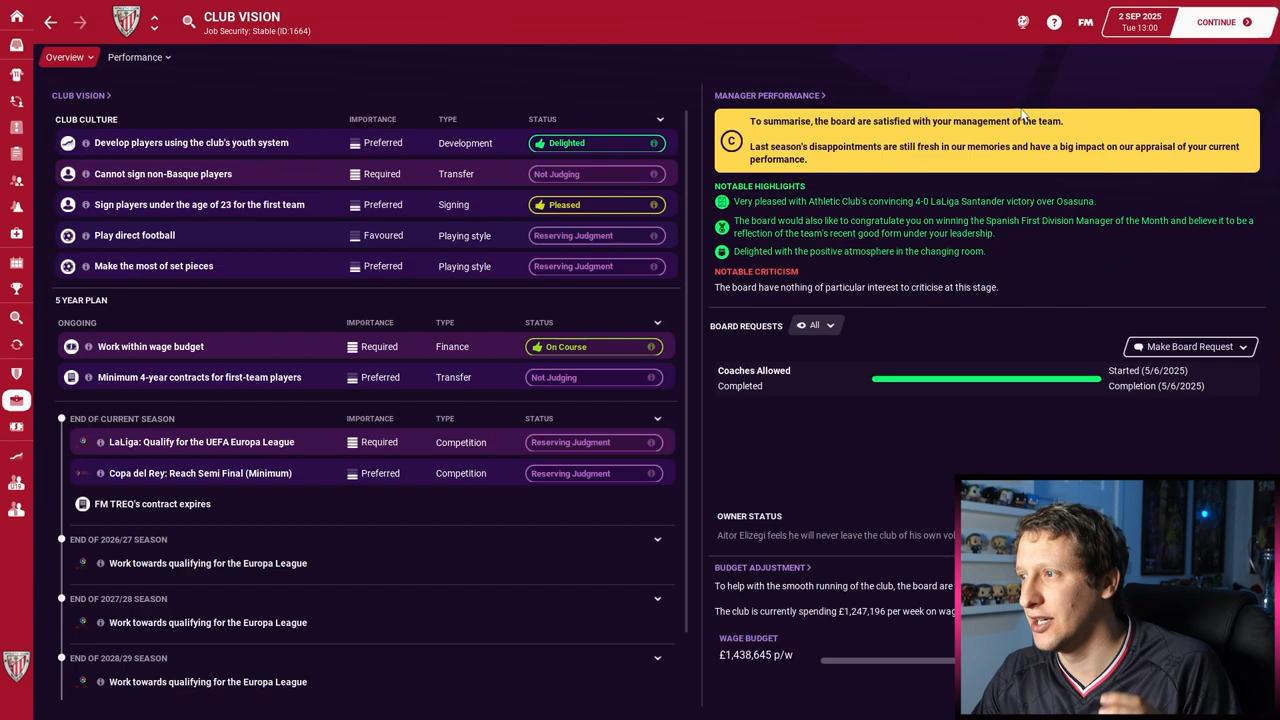 CLUB VISION
Job Security: Stable (ID:1664)
FM
2 SEP 2025
Tue 13:00
CONTINUE
Overview
Performance
CLUB VISION >
CLUB CULTURE IMPORTANCE TYPE STATUS
Develop players using the club's youth system Preferred Development Delighted
Cannot sign non-Basque players Required Transfer Not Judging
Sign players under the age of 23 for the first team Preferred Signing Pleased
Play direct football Favoured Playing style Reserving Judgment
Make the most of set pieces Preferred Playing style Reserving Judgment
5 YEAR PLAN
ONGOING IMPORTANCE TYPE STATUS
Work within wage budget Required Finance On Course
Minimum 4-year contracts for first-team players Preferred Transfer Not Judging
END OF CURRENT SEASON IMPORTANCE TYPE STATUS
LaLiga: Qualify for the UEFA Europa League Required Competition Reserving Judgment
Copa del Rey: Reach Semi Final (Minimum) Preferred Competition Reserving Judgment
FM TREQ's contract expires
END OF 2026/27 SEASON
Work towards qualifying for the Europa League
END OF 2027/28 SEASON
Work towards qualifying for the Europa League
END OF 2028/29 SEASON
Work towards qualifying for the Europa League
MANAGER PERFORMANCE >
C
To summarise, the board are satisfied with your management of the team.
Last season's disappointments are still fresh in our memories and have a big impact on our appraisal of your current
performance.
NOTABLE HIGHLIGHTS
Very pleased with Athletic Club's convincing 4-0 LaLiga Santander victory over Osasuna.
The board would also like to congratulate you on winning the Spanish First Division Manager of the Month and believe it to be a
reflection of the team's recent good form under your leadership.
Delighted with the positive atmosphere in the changing room.
NOTABLE CRITICISM
The board have nothing of particular interest to criticise at this stage.
BOARD REQUESTS All
Make Board Request
Coaches Allowed Started (5/6/2025)
Completed Completion (5/6/2025)
OWNER STATUS
Aitor Elizegi feels he will never leave the club of his own
BUDGET ADJUSTMENT >
To help with the smooth running of the club, the board are
The club is currently spending £1,247,196 per week on
WAGE BUDGET
£1,438,645 p/w